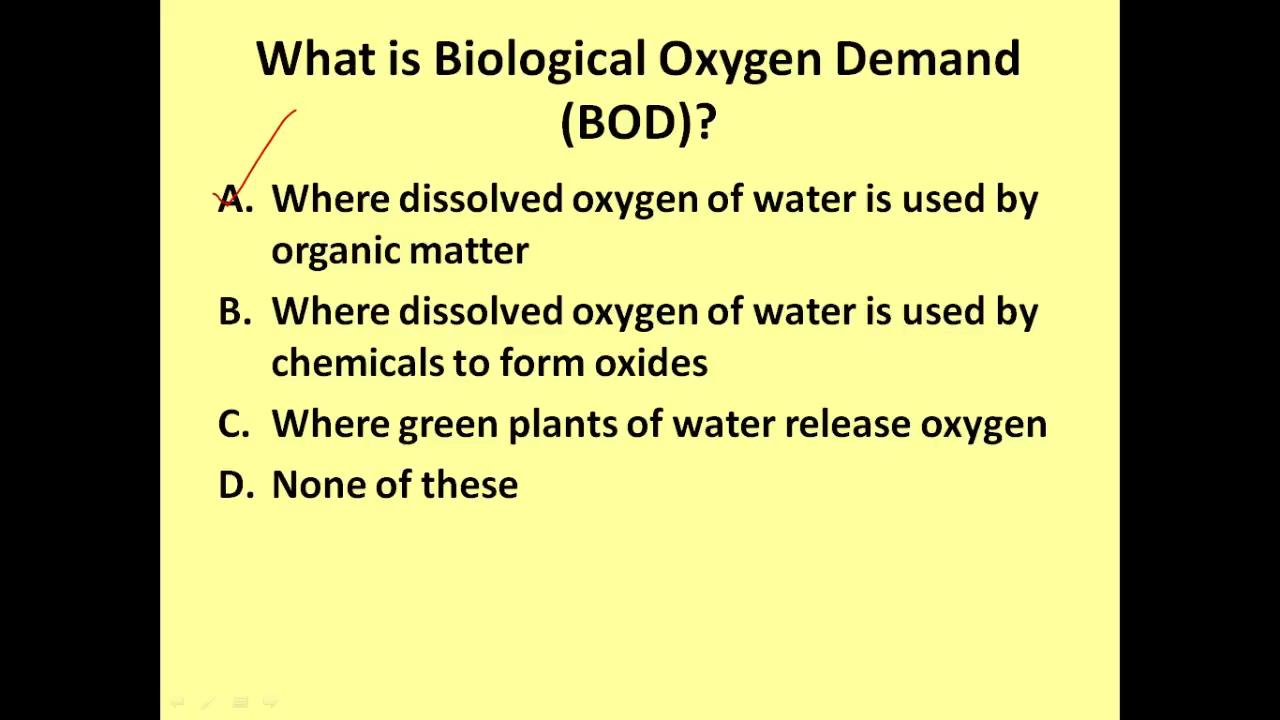 What is Biological Oxygen Demand
(BOD)?
A. Where dissolved oxygen of water is used by
organic matter
B. Where dissolved oxygen of water is used by
chemicals to form oxides
C. Where green plants of water release oxygen
D. None of these